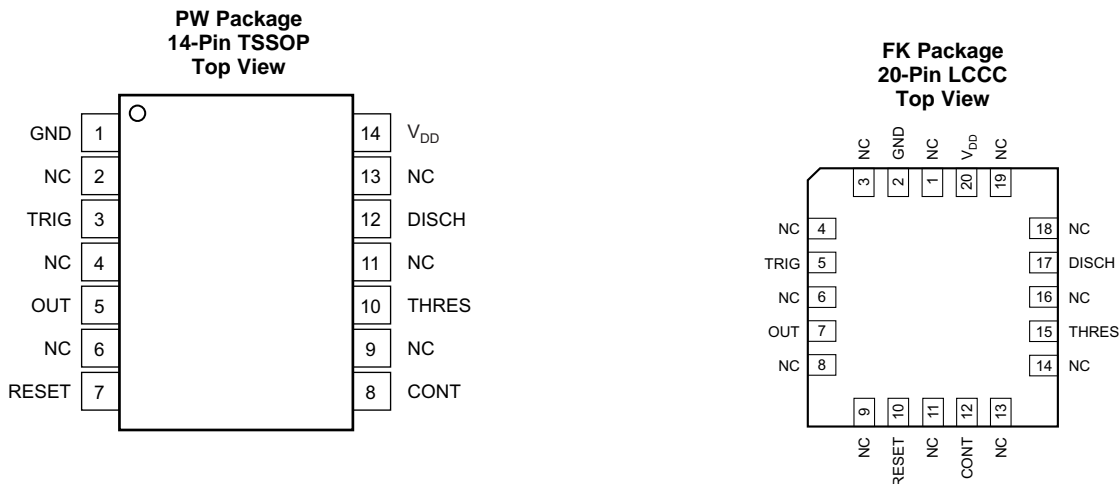 PW Package
14-Pin TSSOP
Top View
GND 1 14 VDD
NC 2 13 NC
TRIG 3 12 DISCH
NC 4 11 NC
OUT 5 10 THRES
NC 6 9 NC
RESET 7 8 CONT
FK Package
20-Pin LCCC
Top View
NC GND NC VDD NC
3 2 1 20 19
NC 4 18 NC
TRIG 5 17 DISCH
NC 6 16 NC
OUT 7 15 THRES
NC 8 14 NC
9 10 11 12 13
NC RESET NC CONT NC